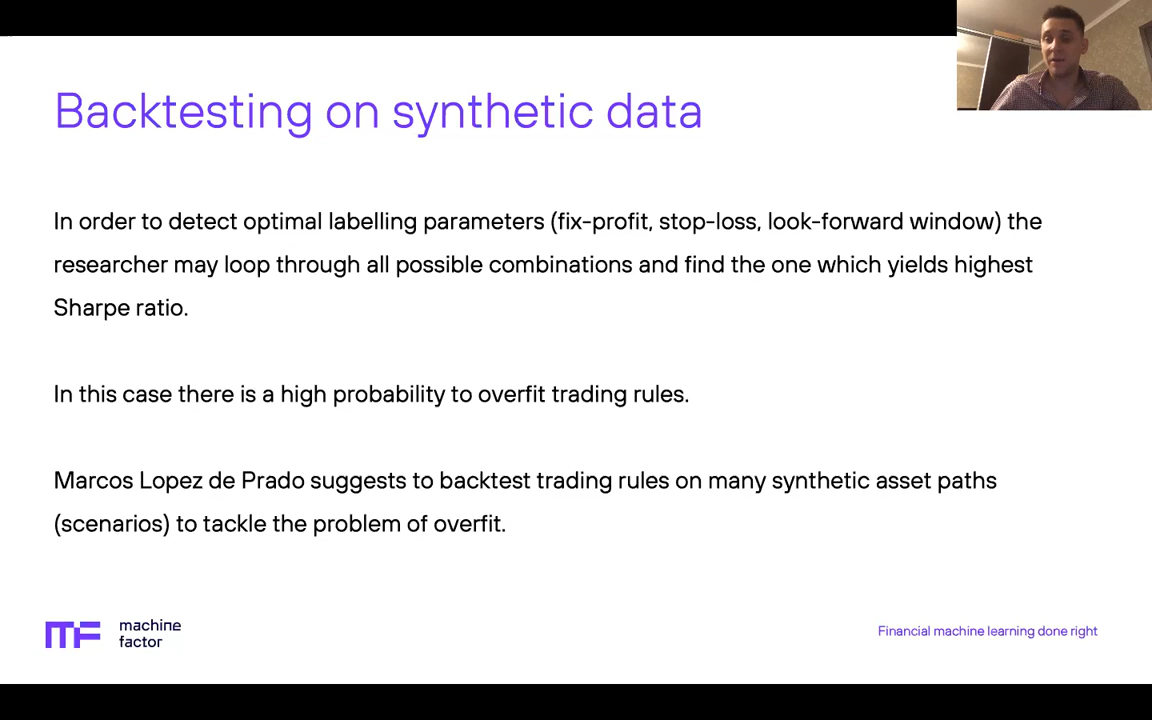 Backtesting on synthetic data
In order to detect optimal labelling parameters (fix-profit, stop-loss, look-forward window) the
researcher may loop through all possible combinations and find the one which yields highest
Sharpe ratio.
In this case there is a high probability to overfit trading rules.
Marcos Lopez de Prado suggests to backtest trading rules on many synthetic asset paths
(scenarios) to tackle the problem of overfit.
machine
factor
Financial machine learning done right